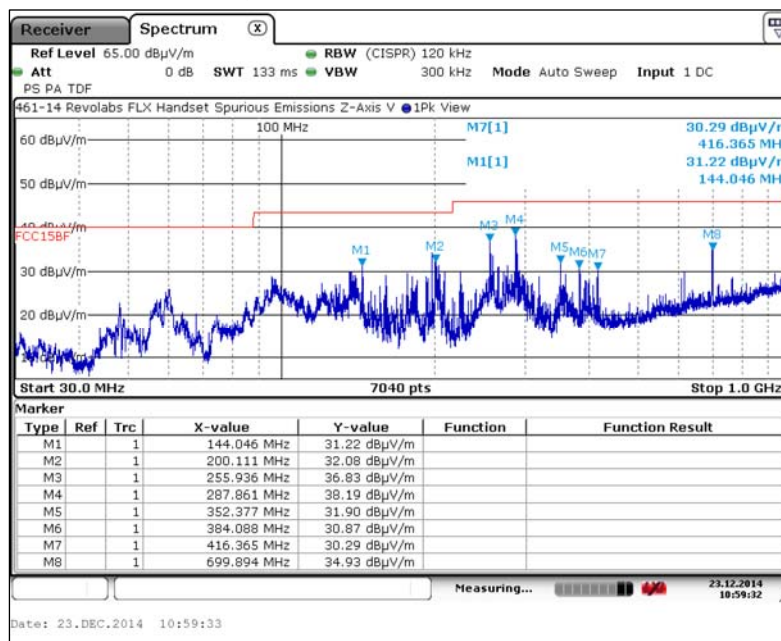 Receiver Spectrum X
Ref Level 65.00 dBµV/m RBW (CISPR) 120 kHz
Att 0 dB SWT 133 ms VBW 300 kHz Mode Auto Sweep Input 1 DC
PS PA TDF
461-14 Revolabs FLX Handset Spurious Emissions Z-Axis V 1Pk View
100 MHz M7[1] 30.29 dBµV/m
60 dBµV/m 416.365 MH
M1[1] 31.22 dBµV/m
50 dBµV/m 144.046 MH
40 dBµV/m
FCC15BF
M1 M2 M3 M4 M5 M6 M7 M8
30 dBµV/m
20 dBµV/m
10 dBµV/m
Start 30.0 MHz 7040 pts Stop 1.0 GHz
Marker
Type Ref Trc X-value Y-value Function Function Result
M1 1 144.046 MHz 31.22 dBµV/m
M2 1 200.111 MHz 32.08 dBµV/m
M3 1 255.936 MHz 36.83 dBµV/m
M4 1 287.861 MHz 38.19 dBµV/m
M5 1 352.377 MHz 31.90 dBµV/m
M6 1 384.088 MHz 30.87 dBµV/m
M7 1 416.365 MHz 30.29 dBµV/m
M8 1 699.894 MHz 34.93 dBµV/m
Measuring... 23.12.2014
10:59:32
Date: 23.DEC.2014 10:59:33